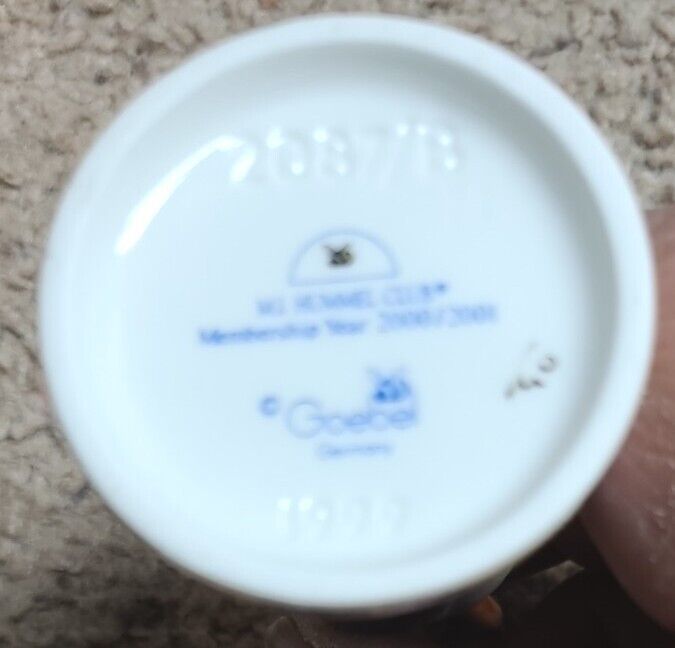 2087/B
M.I. HUMMEL CLUB®
Membership Year 2000/2001
© Goebel
Germany
1999